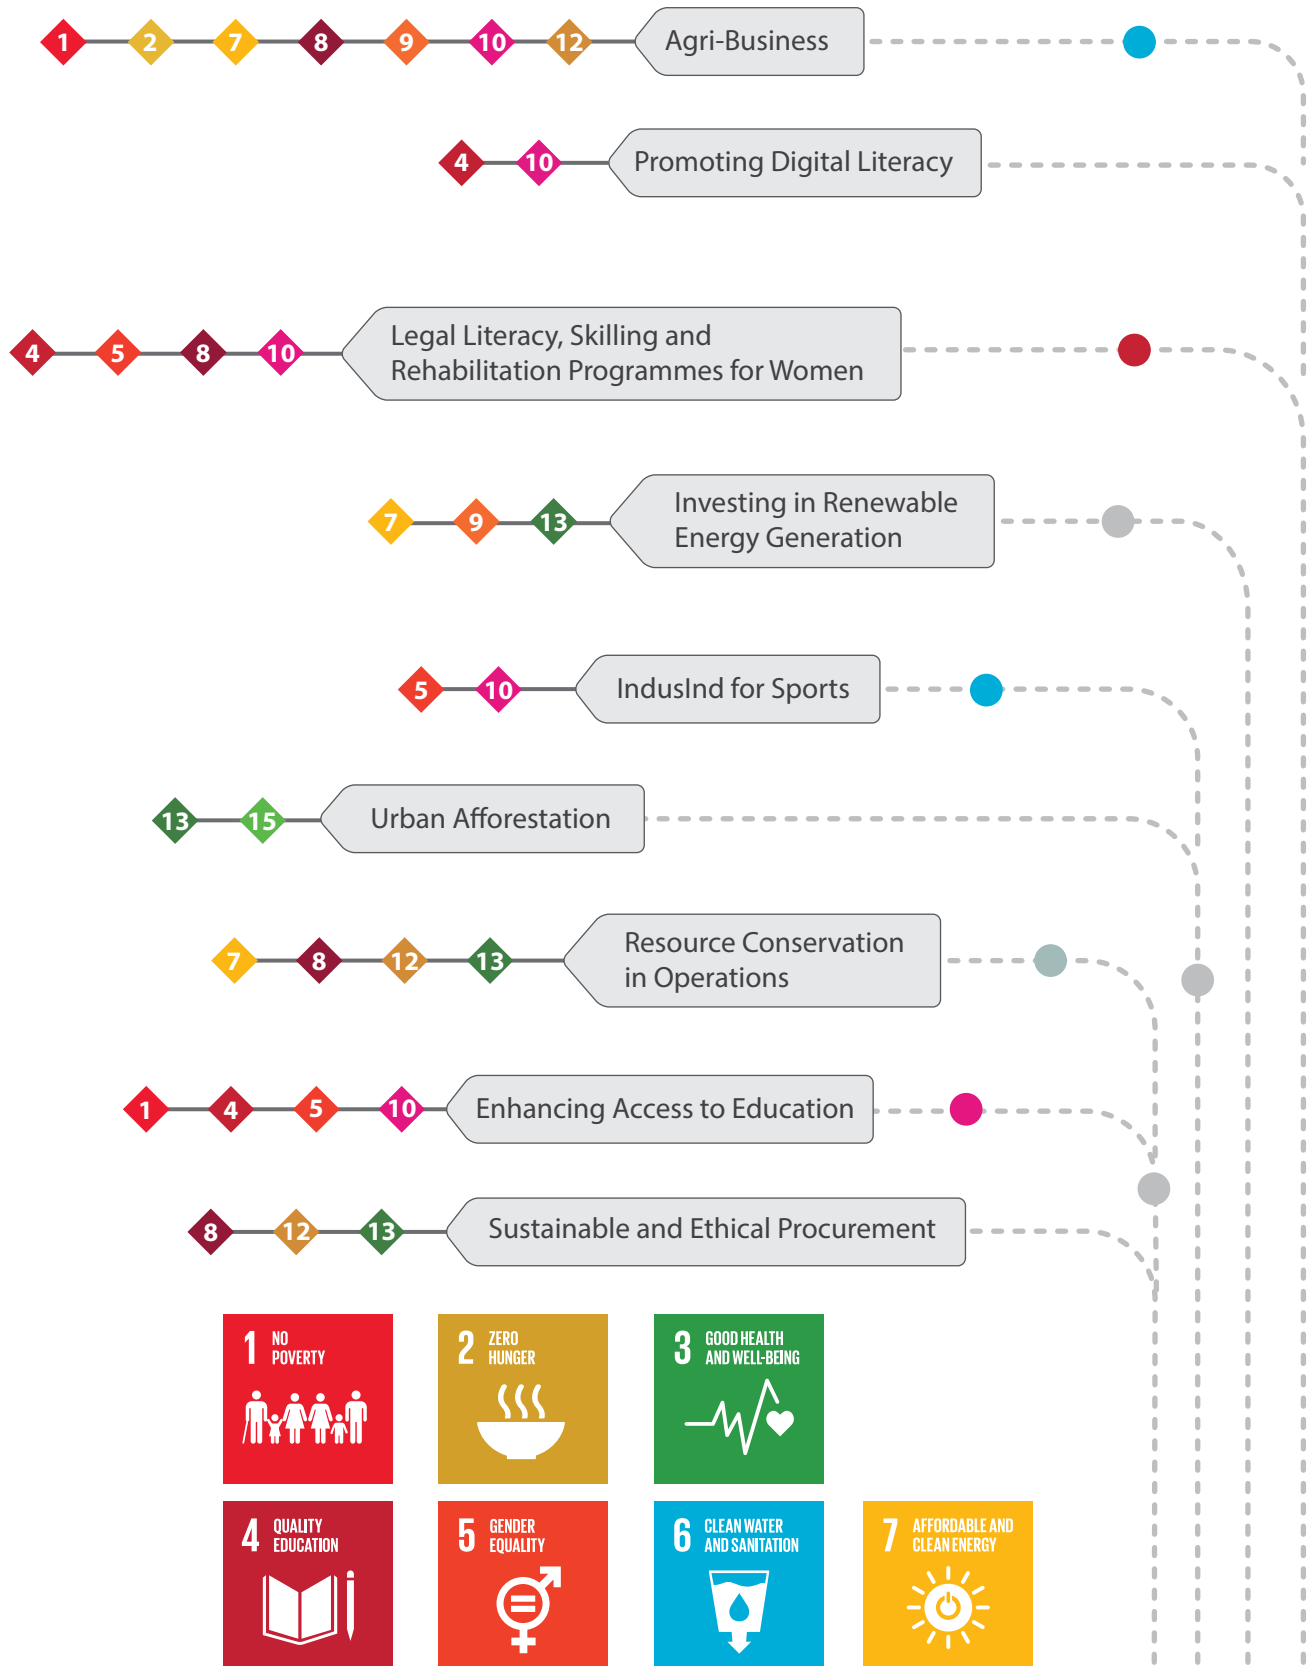 1 2 7 8 9 10 12 Agri-Business
4 10 Promoting Digital Literacy
4 5 8 10 Legal Literacy, Skilling and
Rehabilitation Programmes for Women
7 9 13 Investing in Renewable
Energy Generation
5 10 IndusInd for Sports
13 15 Urban Afforestation
7 8 12 13 Resource Conservation
in Operations
1 4 5 10 Enhancing Access to Education
8 12 13 Sustainable and Ethical Procurement
1 NO
POVERTY
2 ZERO
HUNGER
3 GOOD HEALTH
AND WELL-BEING
4 QUALITY
EDUCATION
5 GENDER
EQUALITY
6 CLEAN WATER
AND SANITATION
7 AFFORDABLE AND
CLEAN ENERGY